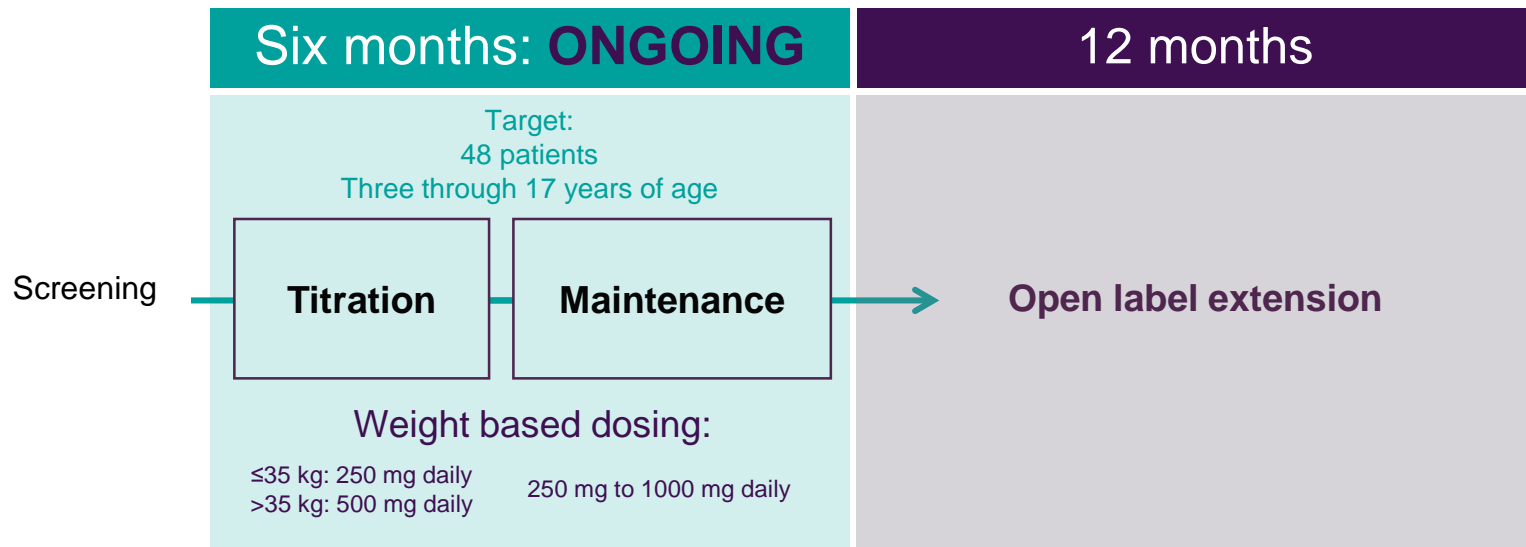 Six months: ONGOING
12 months
Target:
48 patients
Three through 17 years of age
Screening
Titration
Maintenance
Open label extension
Weight based dosing:
≤35 kg: 250 mg daily
>35 kg: 500 mg daily
250 mg to 1000 mg daily